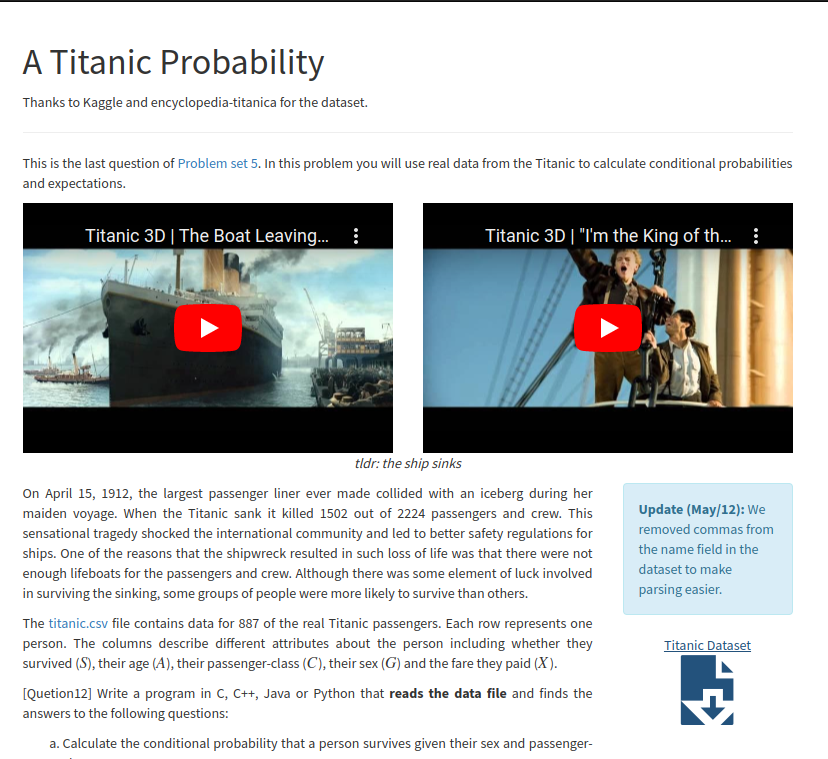 A Titanic Probability
Thanks to Kaggle and encyclopedia-titanica for the dataset.
This is the last question of Problem set 5. In this problem you will use real data from the Titanic to calculate conditional probabilities
and expectations.
Titanic 3D | The Boat Leaving...
Titanic 3D | "I'm the King of th...
tldr: the ship sinks
On April 15, 1912, the largest passenger liner ever made collided with an iceberg during her
maiden voyage. When the Titanic sank it killed 1502 out of 2224 passengers and crew. This
sensational tragedy shocked the international community and led to better safety regulations for
ships. One of the reasons that the shipwreck resulted in such loss of life was that there were not
enough lifeboats for the passengers and crew. Although there was some element of luck involved
in surviving the sinking, some groups of people were more likely to survive than others.
The titanic.csv file contains data for 887 of the real Titanic passengers. Each row represents one
person. The columns describe different attributes about the person including whether they
survived (S), their age (A), their passenger-class (C), their sex (G) and the fare they paid (X).
[Quetion12] Write a program in C, C++, Java or Python that reads the data file and finds the
answers to the following questions:
a. Calculate the conditional probability that a person survives given their sex and passenger-
Update (May/12): We
removed commas from
the name field in the
dataset to make
parsing easier.
Titanic Dataset